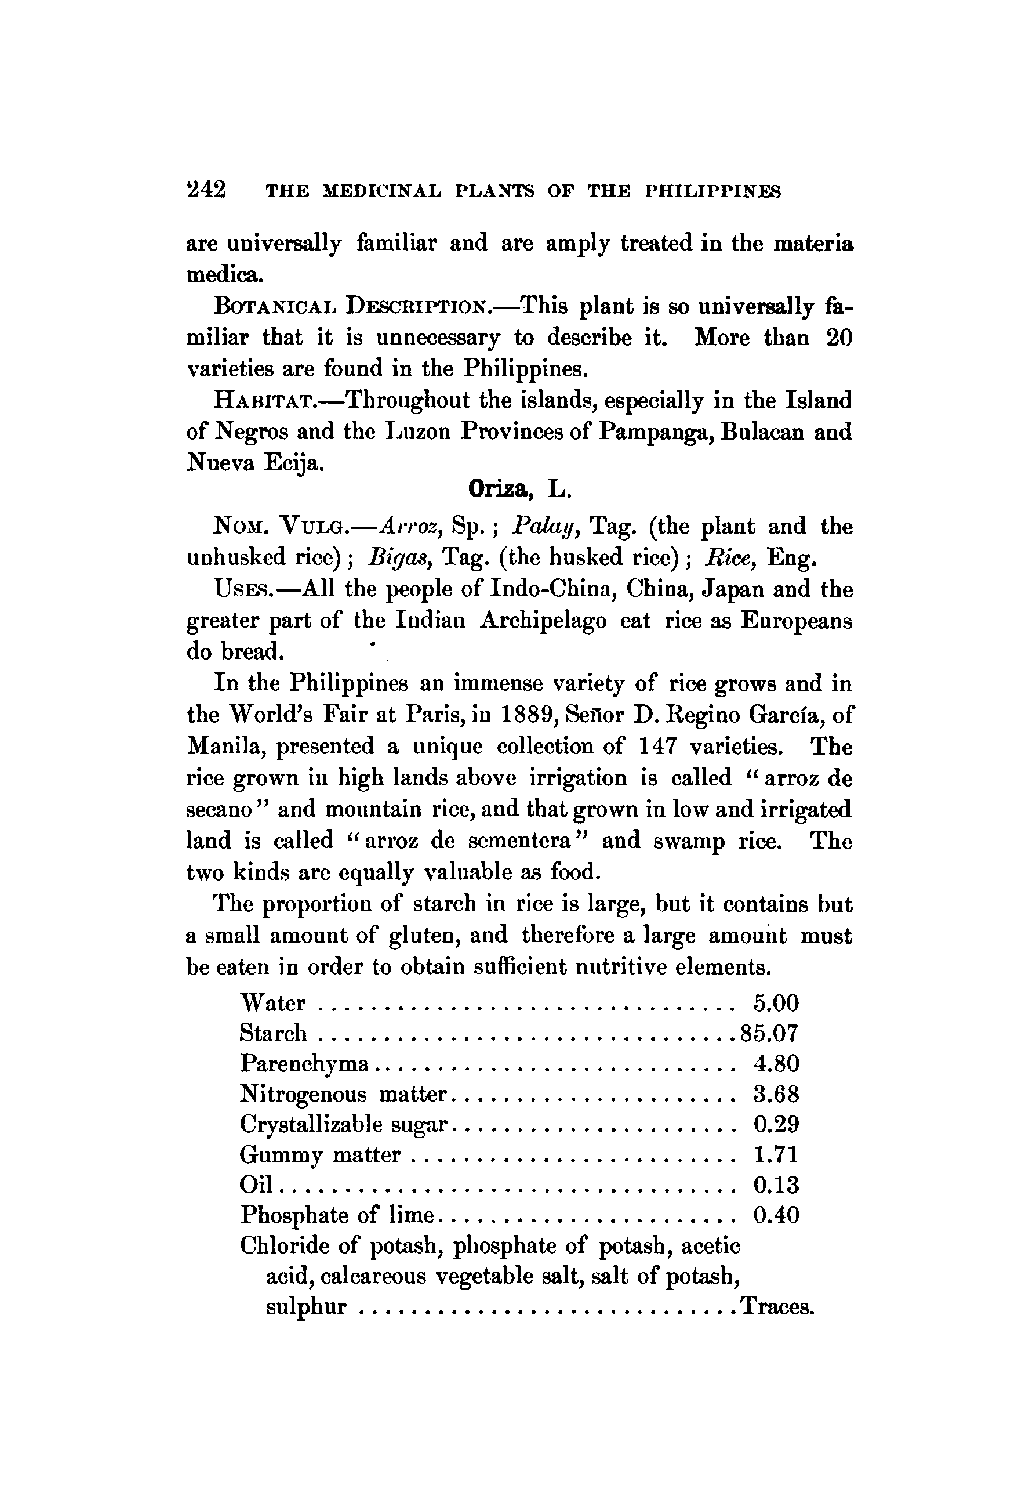 242 THE MEDICINAL PLANTS OF THE PHILIPPINES
are universally familiar and are amply treated in the materia
medica.
BOTANICAL DESCRIPTION.—This plant is so universally fa-
miliar that it is unnecessary to describe it. More than 20
varieties are found in the Philippines.
HABITAT.—Throughout the islands, especially in the Island
of Negros and the Luzon Provinces of Pampanga, Bulacan and
Nueva Ecija.
Oriza, L.
NOM. VULG.—Arroz, Sp.; Palay, Tag. (the plant and the
unhusked rice); Bigas, Tag. (the husked rice); Rice, Eng.
USES.—All the people of Indo-China, China, Japan and the
greater part of the Indian Archipelago eat rice as Europeans
do bread.
In the Philippines an immense variety of rice grows and in
the World's Fair at Paris, in 1889, Señor D. Regino García, of
Manila, presented a unique collection of 147 varieties. The
rice grown in high lands above irrigation is called "arroz de
secano" and mountain rice, and that grown in low and irrigated
land is called "arroz de sementera" and swamp rice. The
two kinds are equally valuable as food.
The proportion of starch in rice is large, but it contains but
a small amount of gluten, and therefore a large amount must
be eaten in order to obtain sufficient nutritive elements.
Water ................................ 5.00
Starch ................................85.07
Parenchyma............................ 4.80
Nitrogenous matter...................... 3.68
Crystallizable sugar...................... 0.29
Gummy matter ......................... 1.71
Oil................................... 0.13
Phosphate of lime....................... 0.40
Chloride of potash, phosphate of potash, acetic
acid, calcareous vegetable salt, salt of potash,
sulphur .............................Traces.